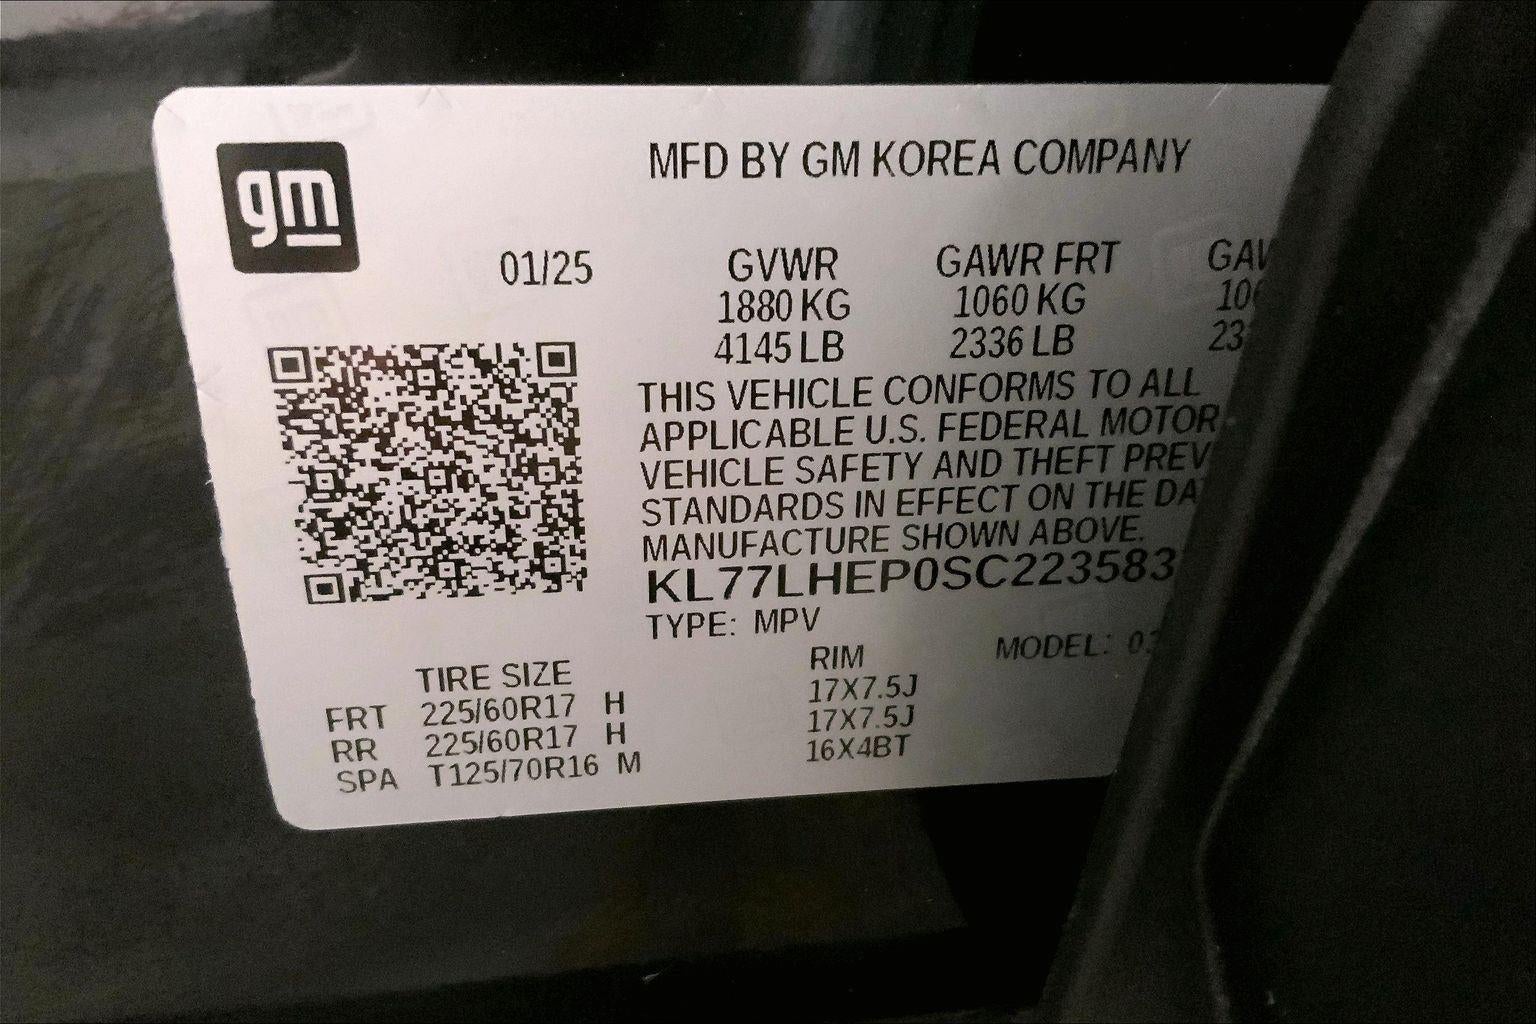 gm
MFD BY GM KOREA COMPANY
01/25
GVWR GAWR FRT
1880 KG 1060 KG
4145 LB 2336 LB
THIS VEHICLE CONFORMS TO ALL
APPLICABLE U.S. FEDERAL MOTOR
VEHICLE SAFETY AND THEFT
STANDARDS IN EFFECT ON THE
MANUFACTURE SHOWN ABOVE.
KL77LHEP0SC223583
TYPE: MPV
MODEL:
TIRE SIZE RIM
FRT 225/60R17 H 17X7.5J
RR 225/60R17 H 17X7.5J
SPA T125/70R16 M 16X4BT